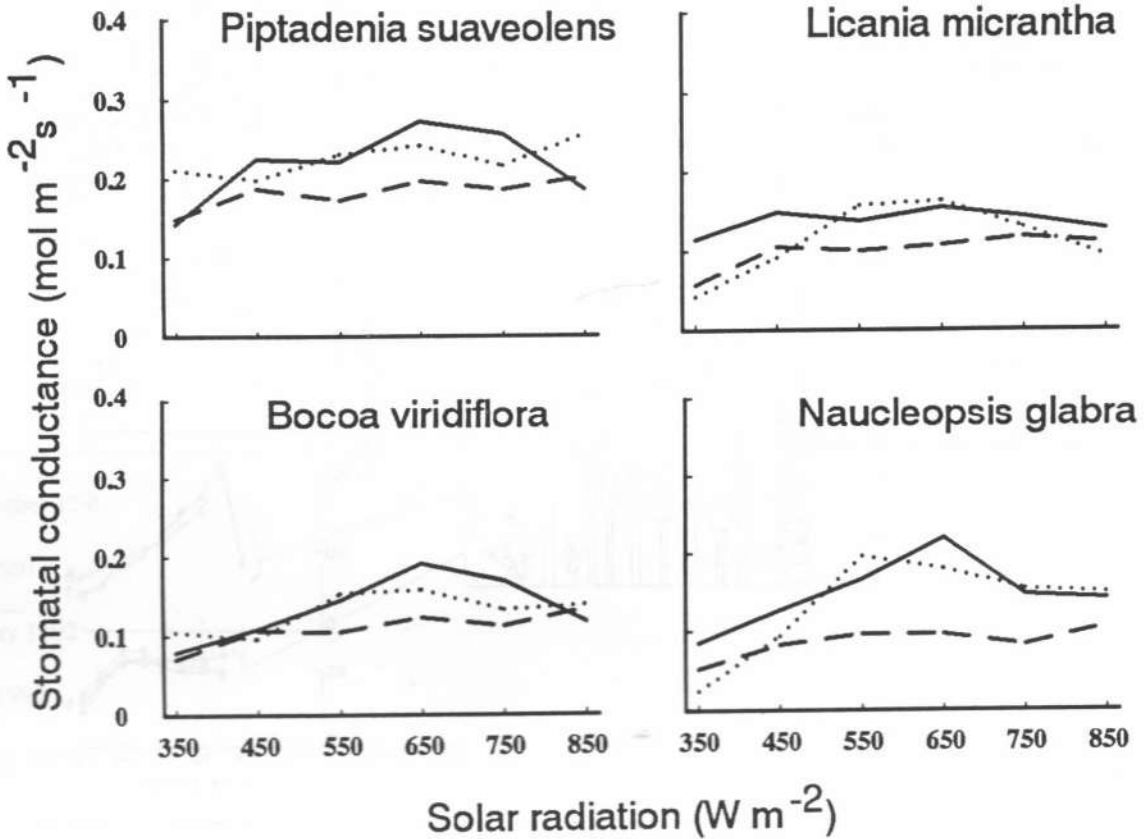 Piptadenia suaveolens
Licania micrantha
0.4
0.3
0.2
0.1
0
Bocoa viridiflora
Naucleopsis glabra
0.4
0.3
0.2
0.1
0
Stomatal conductance (mol m -2 s -1)
350 450 550 650 750 850
350 450 550 650 750 850
Solar radiation (W m-2)